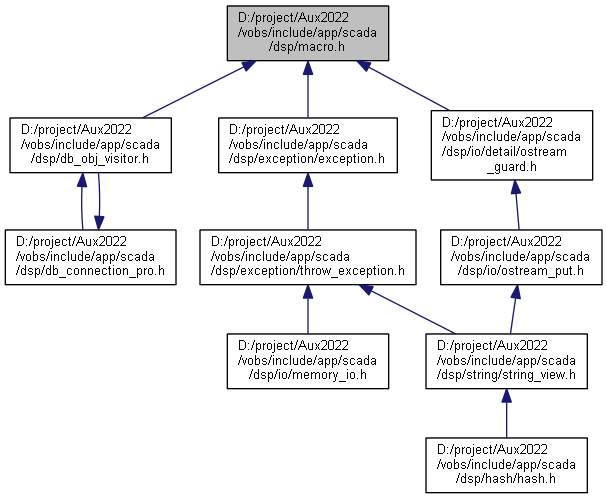 D:/project/Aux2022
/vobs/include/app/scada
/dsp/macro.h
D:/project/Aux2022
/vobs/include/app/scada
/dsp/db_obj_visitor.h
D:/project/Aux2022
/vobs/include/app/scada
/dsp/exception/exception.h
D:/project/Aux2022
/vobs/include/app/scada
/dsp/io/detail/ostream
_guard.h
D:/project/Aux2022
/vobs/include/app/scada
/dsp/db_connection_pro.h
D:/project/Aux2022
/vobs/include/app/scada
/dsp/exception/throw_exception.h
D:/project/Aux2022
/vobs/include/app/scada
/dsp/io/ostream_put.h
D:/project/Aux2022
/vobs/include/app/scada
/dsp/io/memory_io.h
D:/project/Aux2022
/vobs/include/app/scada
/dsp/string/string_view.h
D:/project/Aux2022
/vobs/include/app/scada
/dsp/hash/hash.h